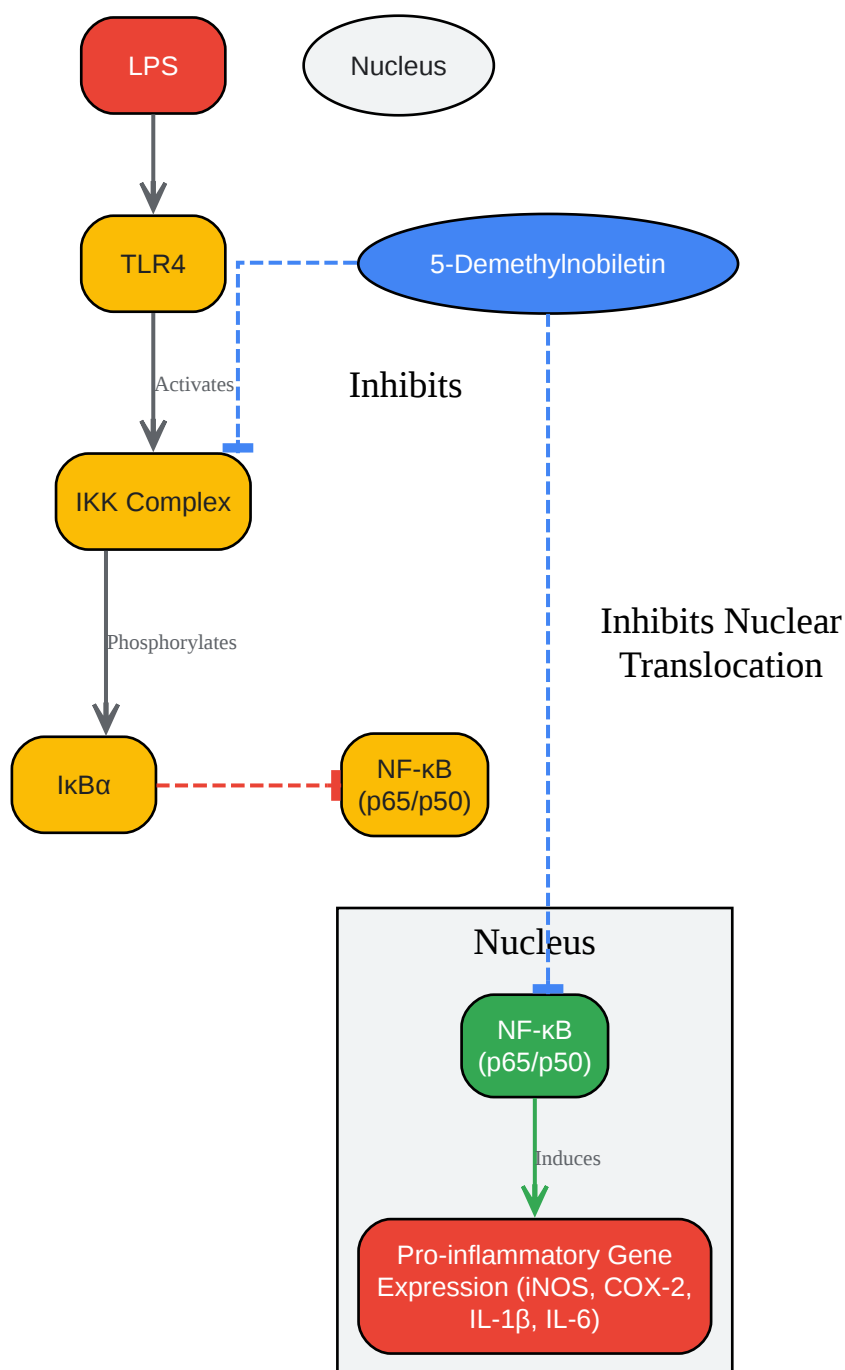 LPS
Nucleus
TLR4
5-Demethylnobiletin
Activates
Inhibits
IKK Complex
Phosphorylates
Inhibits Nuclear
Translocation
IκBα
NF-κB
(p65/p50)
Nucleus
NF-κB
(p65/p50)
Induces
Pro-inflammatory Gene
Expression (iNOS, COX-2,
IL-1β, IL-6)